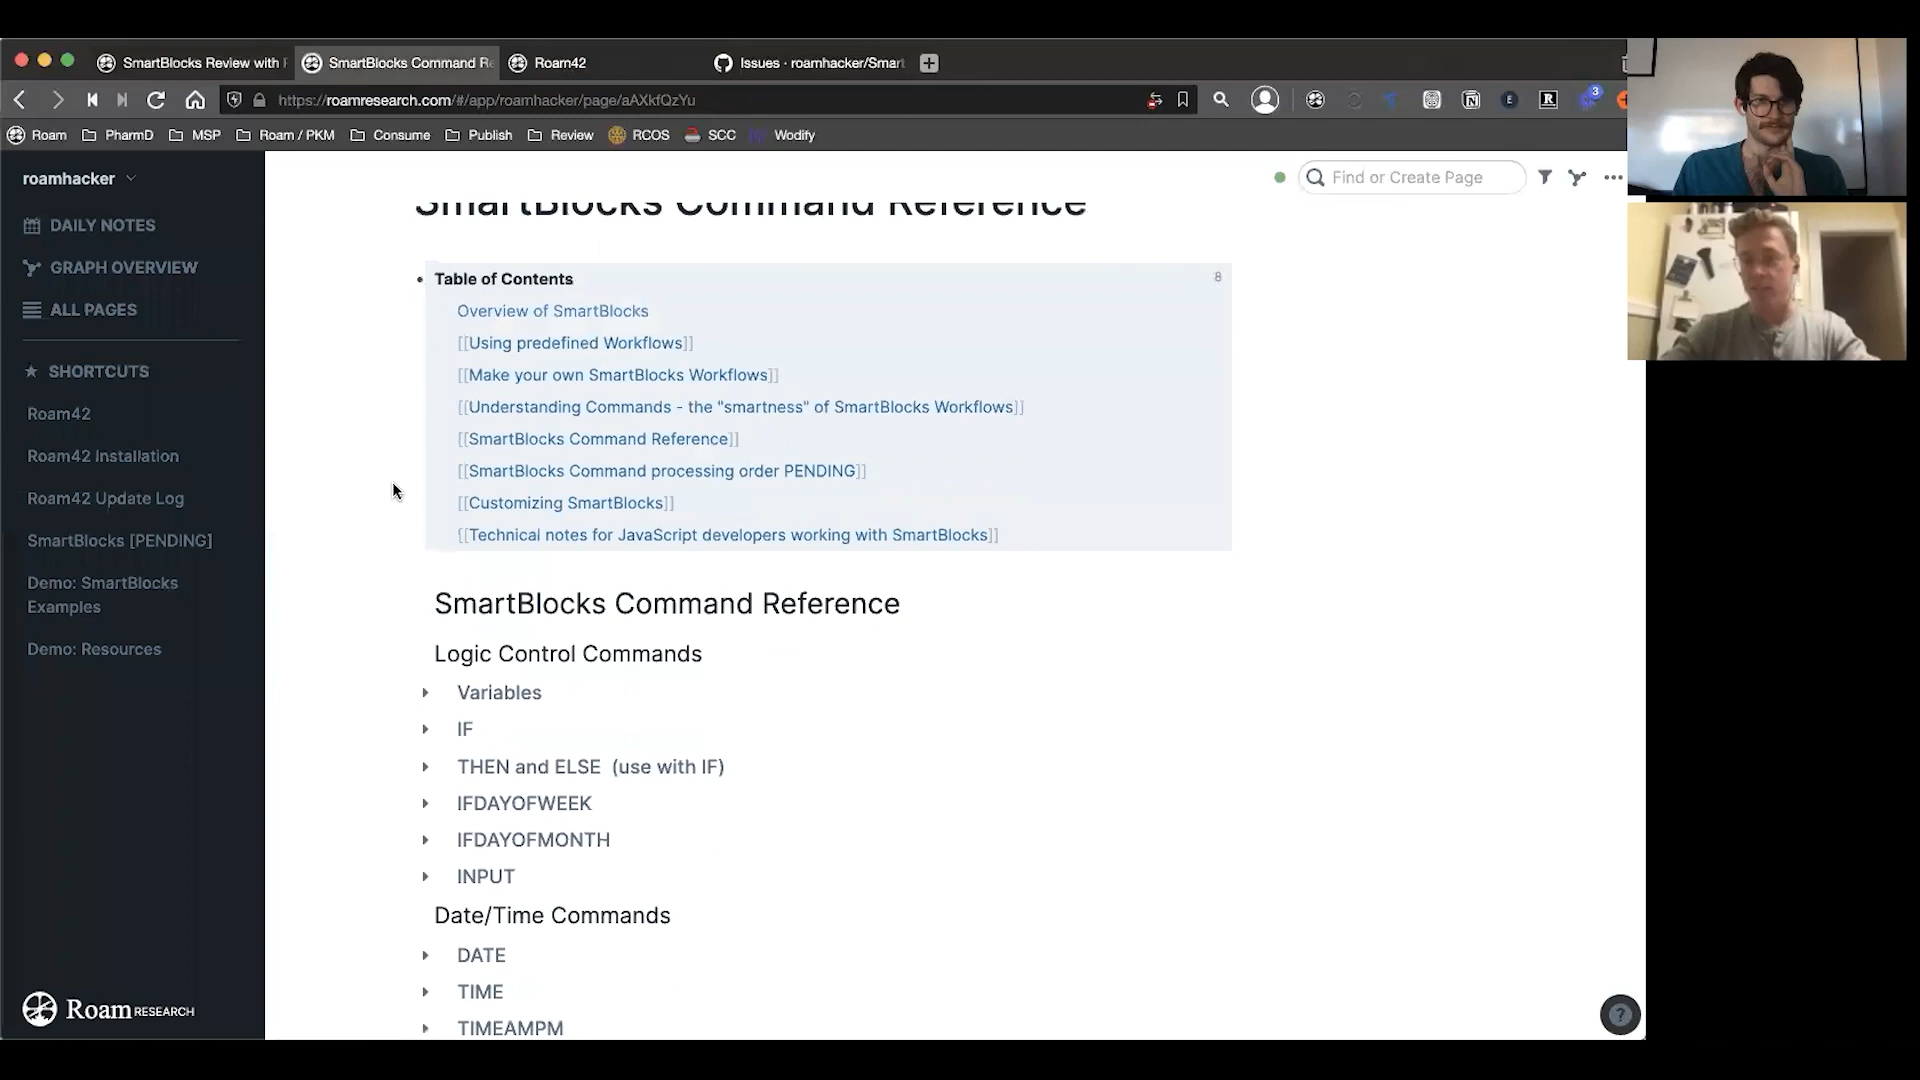 SmartBlocks Review with
SmartBlocks Command R
Roam42
Issues · roamhacker/Smart
https://roamresearch.com/#/app/roamhacker/page/aAXkfQzYu
3
Roam
PharmD
MSP
Roam / PKM
Consume
Publish
Review
RCOS
SCC
Wodify
roamhacker
Find or Create Page
DAILY NOTES
GRAPH OVERVIEW
ALL PAGES
SHORTCUTS
Roam42
Roam42 Installation
Roam42 Update Log
SmartBlocks [PENDING]
Demo: SmartBlocks
Examples
Demo: Resources
Roam RESEARCH
SmartBlocks Command Reference
Table of Contents
8
Overview of SmartBlocks
[[Using predefined Workflows]]
[[Make your own SmartBlocks Workflows]]
[[Understanding Commands - the "smartness" of SmartBlocks Workflows]]
[[SmartBlocks Command Reference]]
[[SmartBlocks Command processing order PENDING]]
[[Customizing SmartBlocks]]
[[Technical notes for JavaScript developers working with SmartBlocks]]
SmartBlocks Command Reference
Logic Control Commands
Variables
IF
THEN and ELSE (use with IF)
IFDAYOFWEEK
IFDAYOFMONTH
INPUT
Date/Time Commands
DATE
TIME
TIMEAMPM
?